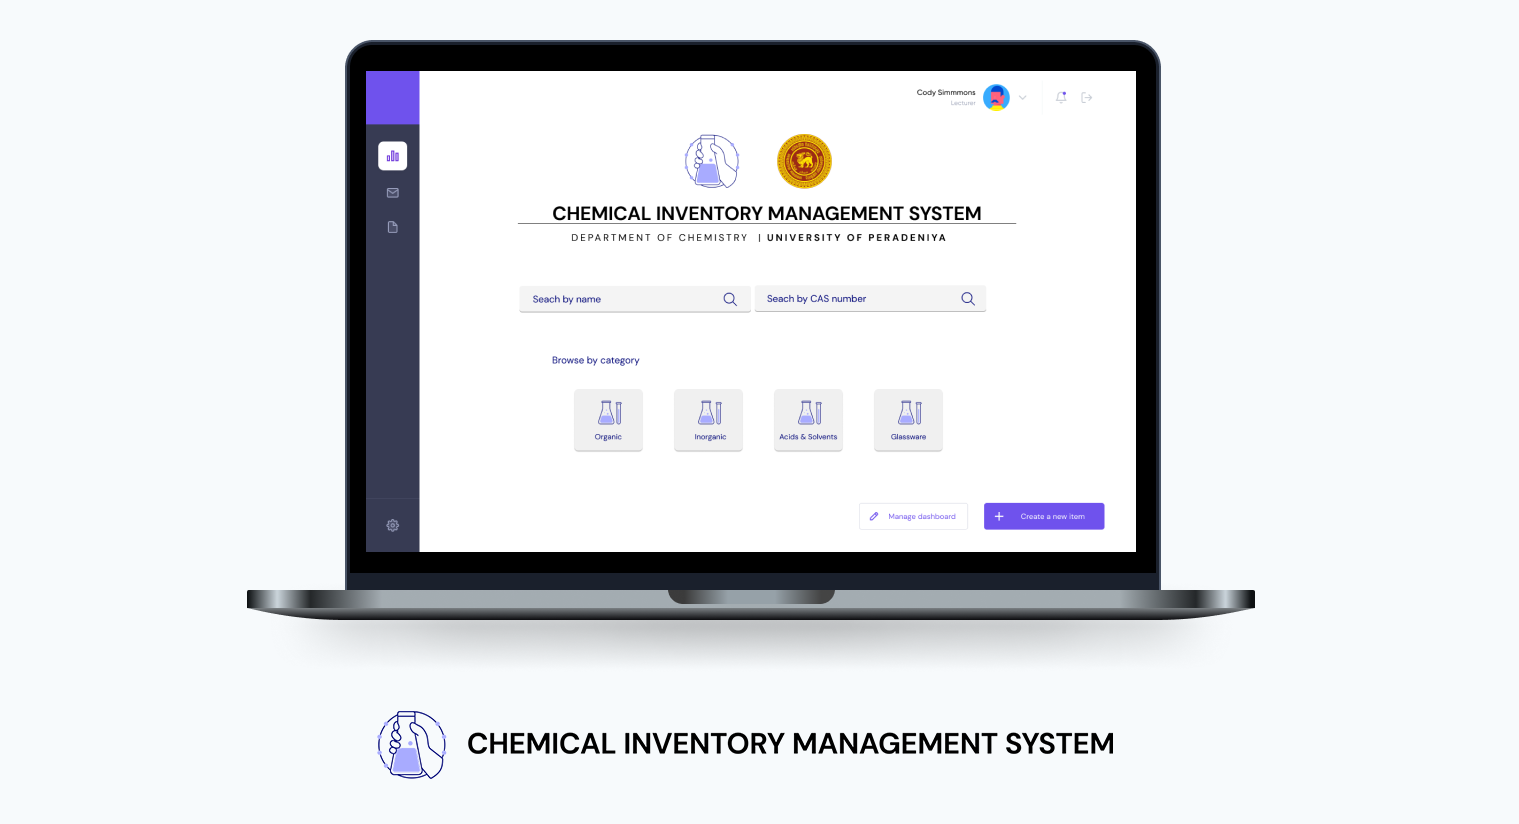 Cody Simmmons
Lecturer
CHEMICAL INVENTORY MANAGEMENT SYSTEM
DEPARTMENT OF CHEMISTRY | UNIVERSITY OF PERADENIYA
Seach by name
Seach by CAS number
Browse by category
Organic
Inorganic
Acids & Solvents
Glassware
Manage dashboard
Create a new item
CHEMICAL INVENTORY MANAGEMENT SYSTEM